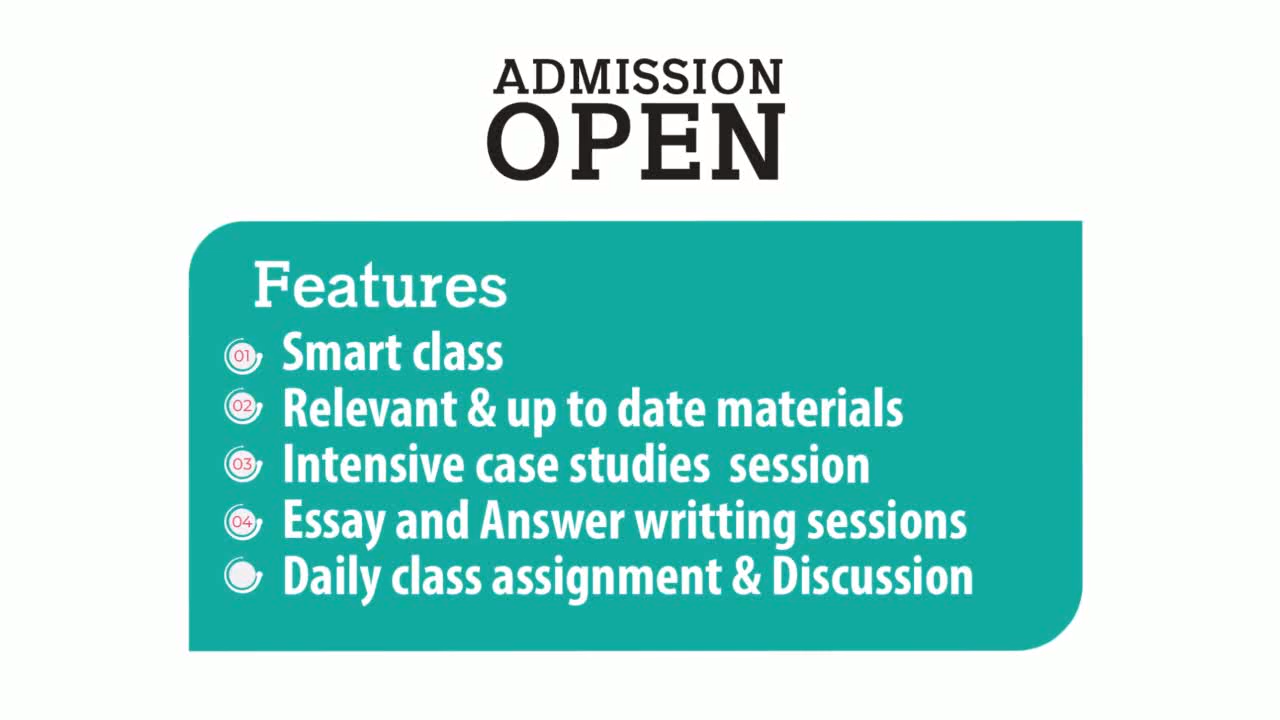 ADMISSION
OPEN
Features
01 Smart class
02 Relevant & up to date materials
03 Intensive case studies session
04 Essay and Answer writting sessions
Daily class assignment & Discussion